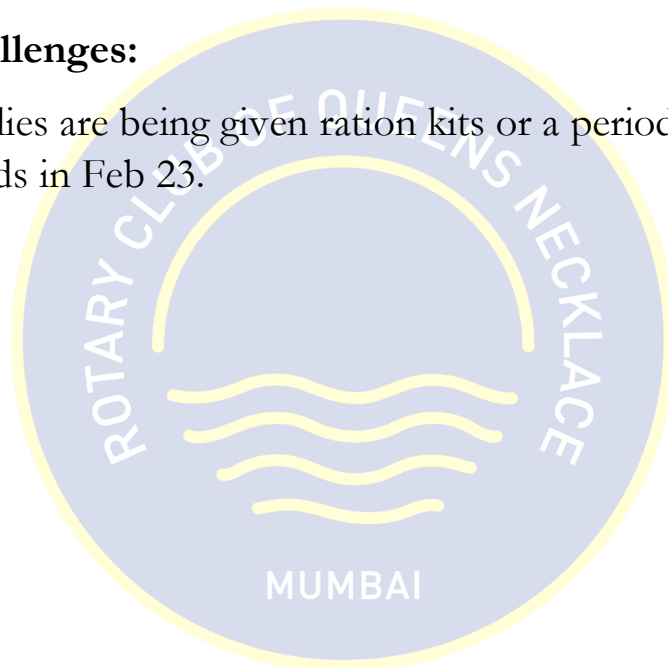 llenges:
lies are being given ration kits or a period
ds in Feb 23.
ROTARY CLUB OF QUEENS NECKLACE
MUMBAI